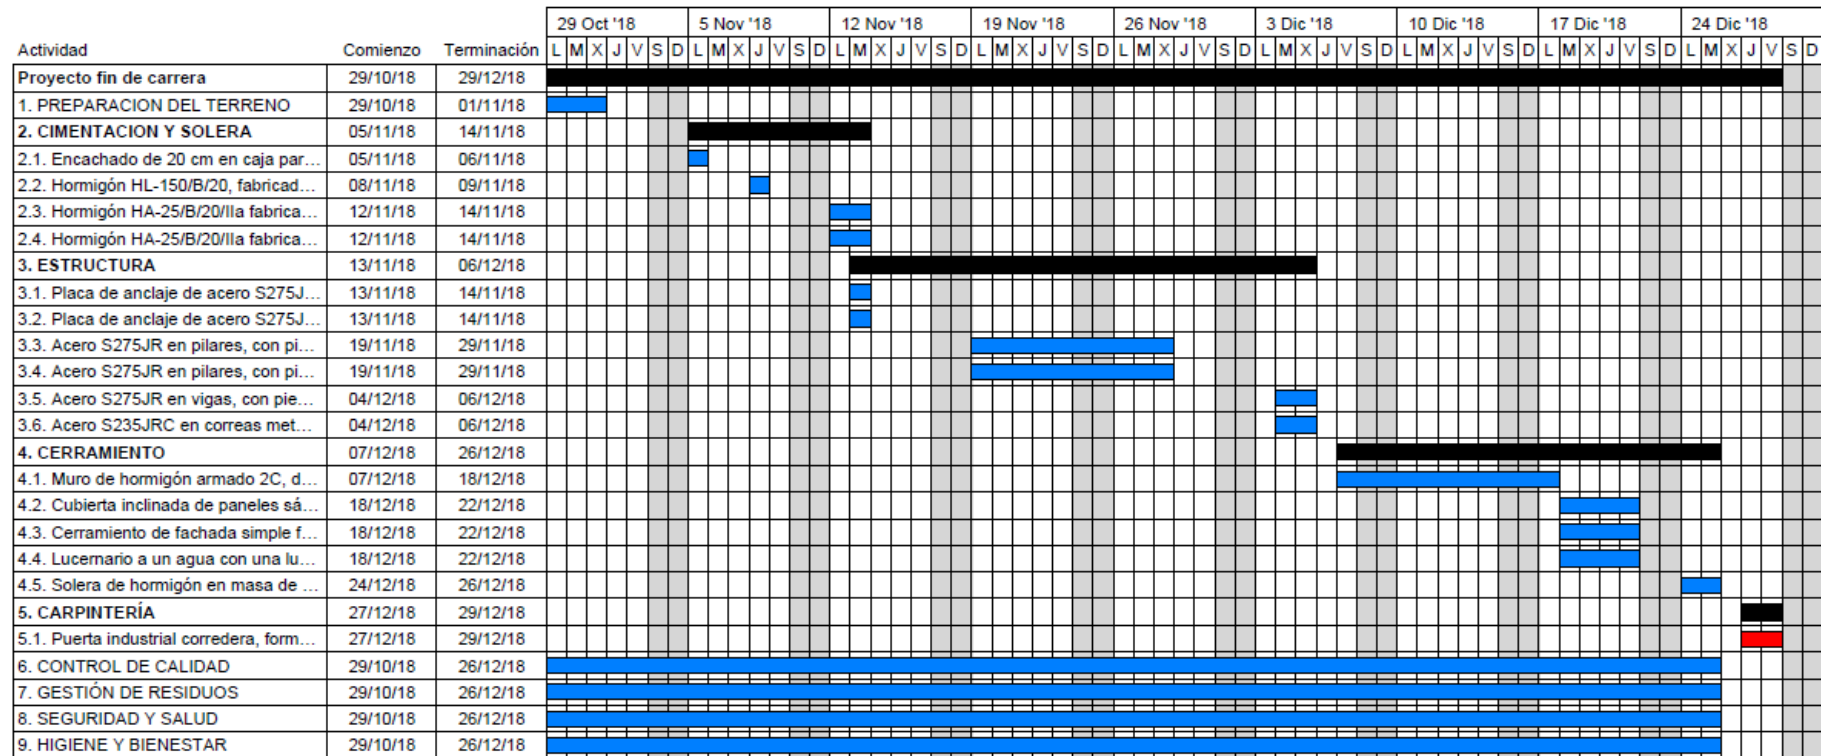 29 Oct '18 5 Nov '18 12 Nov '18 19 Nov '18 26 Nov '18 3 Dic '18 10 Dic '18 17 Dic '18 24 Dic '18
Actividad Comienzo Terminación L M X J V S D L M X J V S D L M X J V S D L M X J V S D L M X J V S D L M X J V S D L M X J V S D L M X J V S D L M X J V S D
Proyecto fin de carrera 29/10/18 29/12/18
1. PREPARACION DEL TERRENO 29/10/18 01/11/18
2. CIMENTACION Y SOLERA 05/11/18 14/11/18
2.1. Encachado de 20 cm en caja par... 05/11/18 06/11/18
2.2. Hormigón HL-150/B/20, fabricad... 08/11/18 09/11/18
2.3. Hormigón HA-25/B/20/IIa fabrica... 12/11/18 14/11/18
2.4. Hormigón HA-25/B/20/IIa fabrica... 12/11/18 14/11/18
3. ESTRUCTURA 13/11/18 06/12/18
3.1. Placa de anclaje de acero S275J... 13/11/18 14/11/18
3.2. Placa de anclaje de acero S275J... 13/11/18 14/11/18
3.3. Acero S275JR en pilares, con pi... 19/11/18 29/11/18
3.4. Acero S275JR en pilares, con pi... 19/11/18 29/11/18
3.5. Acero S275JR en vigas, con pie... 04/12/18 06/12/18
3.6. Acero S235JRC en correas met... 04/12/18 06/12/18
4. CERRAMIENTO 07/12/18 26/12/18
4.1. Muro de hormigón armado 2C, d... 07/12/18 18/12/18
4.2. Cubierta inclinada de paneles sá... 18/12/18 22/12/18
4.3. Cerramiento de fachada simple f... 18/12/18 22/12/18
4.4. Lucernario a un agua con una lu... 18/12/18 22/12/18
4.5. Solera de hormigón en masa de ... 24/12/18 26/12/18
5. CARPINTERÍA 27/12/18 29/12/18
5.1. Puerta industrial corredera, form... 27/12/18 29/12/18
6. CONTROL DE CALIDAD 29/10/18 26/12/18
7. GESTIÓN DE RESIDUOS 29/10/18 26/12/18
8. SEGURIDAD Y SALUD 29/10/18 26/12/18
9. HIGIENE Y BIENESTAR 29/10/18 26/12/18